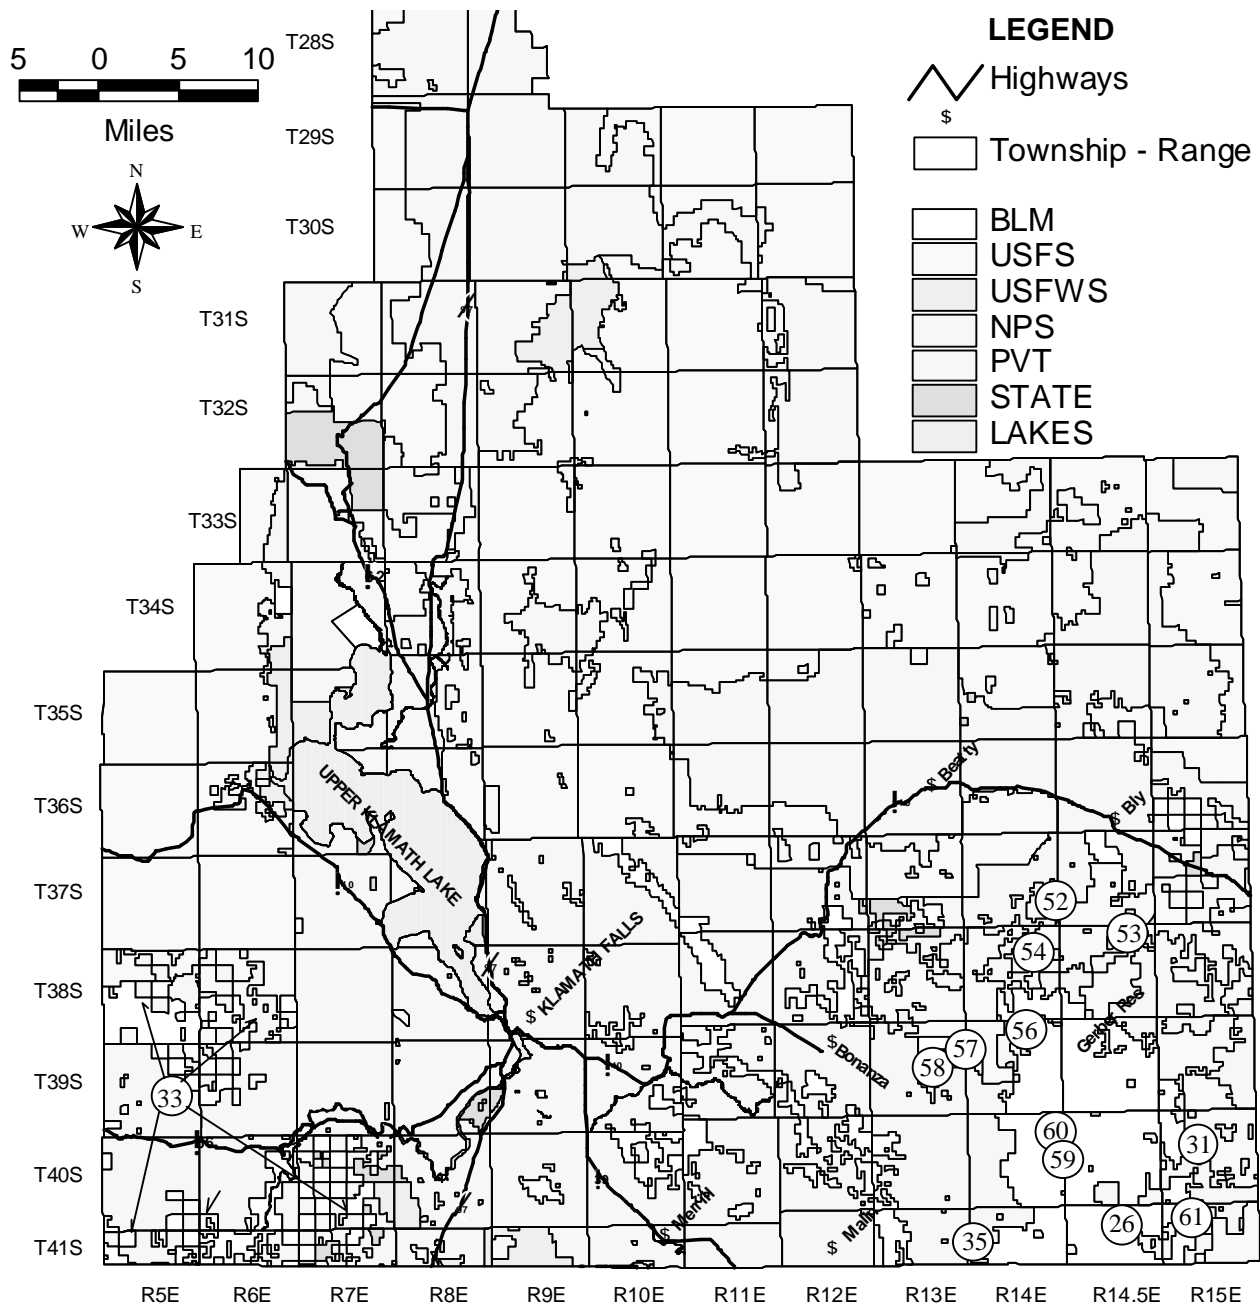 T28S
LEGEND
5 0 5 10
Miles
Highways
$
T29S
Township - Range
N
W E
S
T30S
BLM
USFS
USFWS
NPS
PVT
STATE
LAKES
T31S
T32S
T33S
T34S
T35S
T36S
UPPER KLAMATH LAKE
$ Beatty
$ Bly
T37S
52
53
54
T38S
$ KLAMATH FALLS
Gerber Res
56
57
58
$ Bonanza
T39S
33
60
59
31
T40S
$ Merrill
$ Malin
26
61
35
T41S
R5E R6E R7E R8E R9E R10E R11E R12E R13E R14E R14.5E R15E